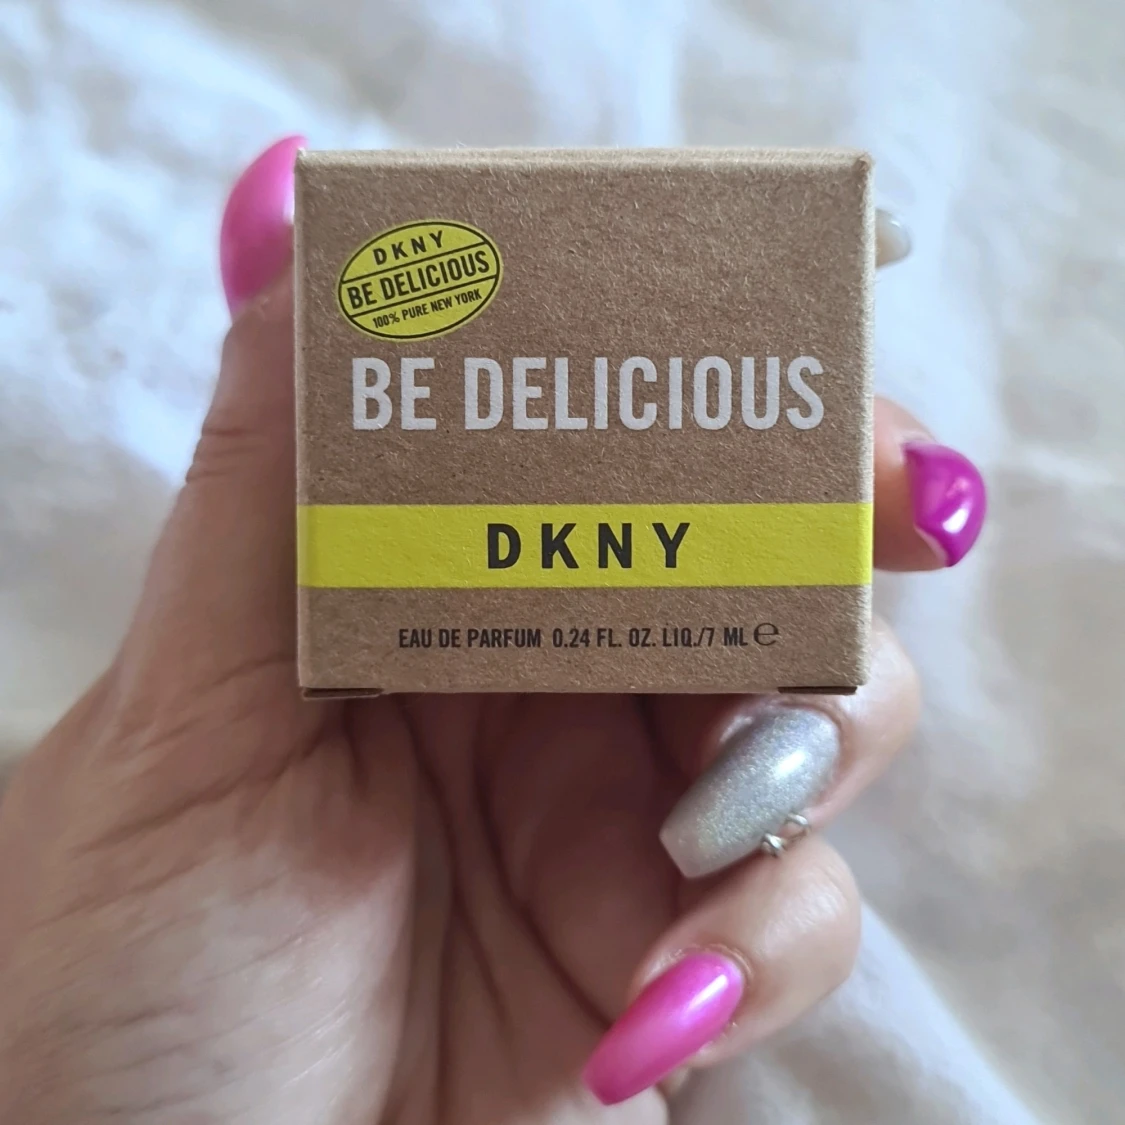 DKNY
BE DELICIOUS
100% PURE NEW YORK
BE DELICIOUS
DKNY
EAU DE PARFUM 0.24 FL. OZ. LIQ./7 ML ℮